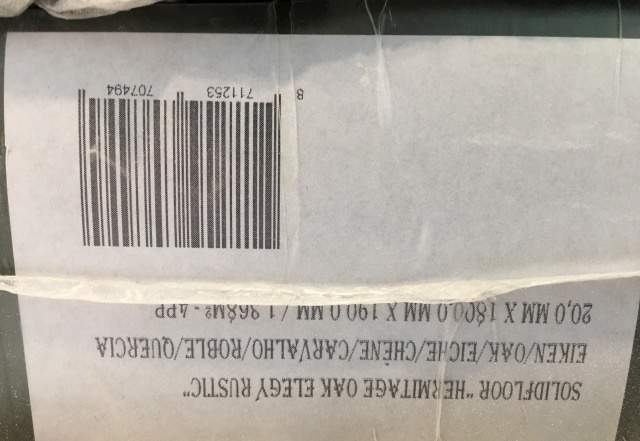 SOLIDFLOOR "HERMITAGE OAK ELEGY RUSTIC"
EIKEN/OAK/EICHE/CHÊNE/CARVALHO/ROBLE/QUERCIA
20,0 MM X 1800,0 MM X 190,0 MM / 1.368M² - 4PP
8 711253 707494